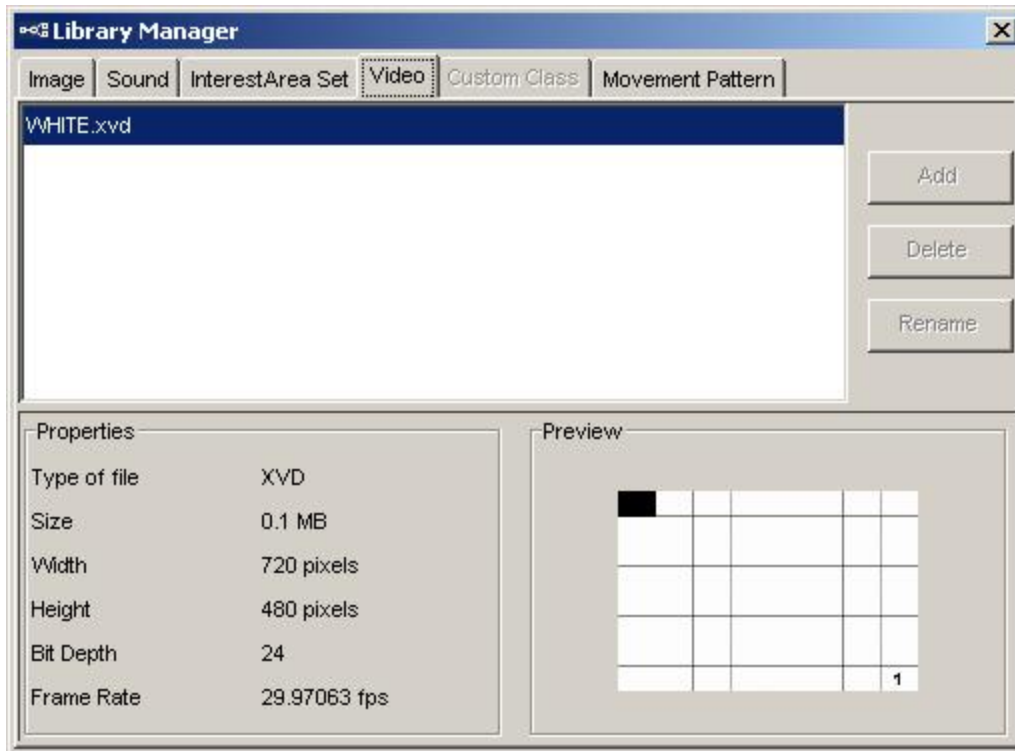 Library Manager
Image Sound InterestArea Set Video Custom Class Movement Pattern
WHITE.xvd
Add
Delete
Rename
Properties
Type of file XVD
Size 0.1 MB
Width 720 pixels
Height 480 pixels
Bit Depth 24
Frame Rate 29.97063 fps
Preview
1